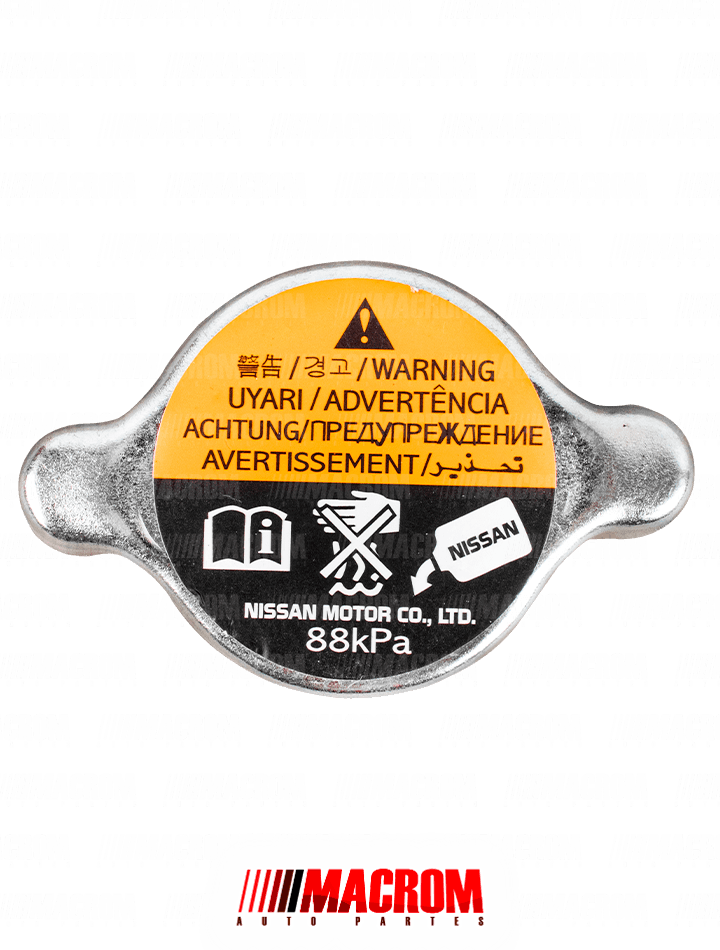 警告/경고/WARNING
UYARI/ADVERTÊNCIA
ACHTUNG/ПРЕДУПРЕЖДЕНИЕ
AVERTISSEMENT/تحذير
i
NISSAN
NISSAN MOTOR CO., LTD.
88kPa
MACROM
AUTO PARTES